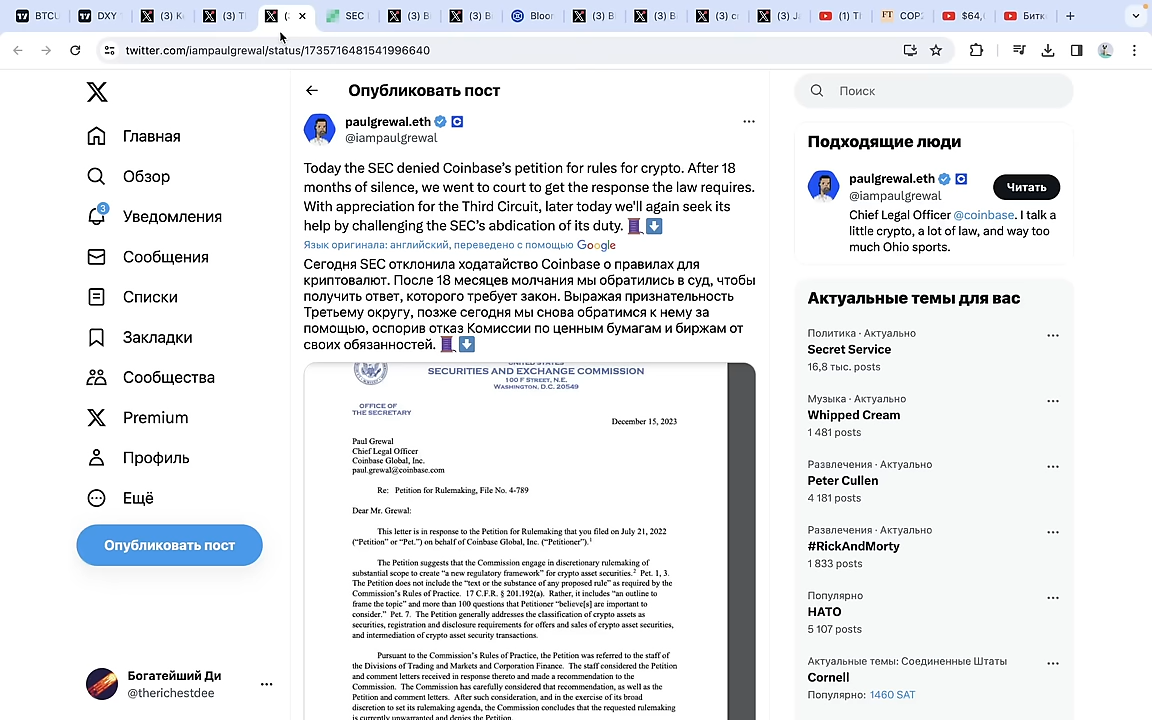 BTCU
DXY
(3) К
(3) Т
SEC
(3) В
(3) В
Bloor
(3) В
(3) В
(3) с
(3) J
(1) T
COP
$64,
Битк
twitter.com/iampaulgrewal/status/1735716481541996640
Главная
Обзор
3
Уведомления
Сообщения
Списки
Закладки
Сообщества
Premium
Профиль
Ещё
Опубликовать пост
Богатейший Ди
@therichestdee
Опубликовать пост
paulgrewal.eth
@iampaulgrewal
Today the SEC denied Coinbase’s petition for rules for crypto. After 18
months of silence, we went to court to get the response the law requires.
With appreciation for the Third Circuit, later today we'll again seek its
help by challenging the SEC’s abdication of its duty. 🧵⬇️
Язык оригинала: английский, переведено с помощью Google
Сегодня SEC отклонила ходатайство Coinbase о правилах для
криптовалют. После 18 месяцев молчания мы обратились в суд, чтобы
получить ответ, которого требует закон. Выражая признательность
Третьему округу, позже сегодня мы снова обратимся к нему за
помощью, оспорив отказ Комиссии по ценным бумагам и биржам от
своих обязанностей. 🧵⬇️
UNITED STATES
SECURITIES AND EXCHANGE COMMISSION
100 F STREET, N.E.
WASHINGTON, D.C. 20549
OFFICE OF
THE SECRETARY
December 15, 2023
Paul Grewal
Chief Legal Officer
Coinbase Global, Inc.
paul.grewal@coinbase.com
Re: Petition for Rulemaking, File No. 4-789
Dear Mr. Grewal:
This letter is in response to the Petition for Rulemaking that you filed on July 21, 2022
(“Petition” or “Pet.”) on behalf of Coinbase Global, Inc. (“Petitioner”).1
The Petition suggests that the Commission engage in discretionary rulemaking of
substantial scope to create “a new regulatory framework” for crypto asset securities.2 Pet. 1, 3.
The Petition does not include the “text or the substance of any proposed rule” as required by the
Commission’s Rules of Practice. 17 C.F.R. § 201.192(a). Rather, it includes “an outline to
frame the topic” and more than 100 questions that Petitioner “believe[s] are important to
consider.” Pet. 7. The Petition generally addresses the classification of crypto assets as
securities, registration and disclosure requirements for offers and sales of crypto asset securities,
and intermediation of crypto asset security transactions.
Pursuant to the Commission’s Rules of Practice, the Petition was referred to the staff of
the Divisions of Trading and Markets and Corporation Finance. The staff considered the Petition
and comment letters received in response thereto and made a recommendation to the
Commission. The Commission has carefully considered that recommendation, as well as the
Petition and comment letters. After such consideration, and in the exercise of its broad
discretion to set its rulemaking agenda, the Commission concludes that the requested rulemaking
is currently unwarranted and denies the Petition.
Поиск
Подходящие люди
paulgrewal.eth
@iampaulgrewal
Читать
Chief Legal Officer @coinbase. I talk a
little crypto, a lot of law, and way too
much Ohio sports.
Актуальные темы для вас
Политика · Актуально
Secret Service
16,8 тыс. posts
Музыка · Актуально
Whipped Cream
1 481 posts
Развлечения · Актуально
Peter Cullen
4 181 posts
Развлечения · Актуально
#RickAndMorty
1 833 posts
Популярно
НАТО
5 107 posts
Актуальные темы: Соединенные Штаты
Cornell
Популярно: 1460 SAT